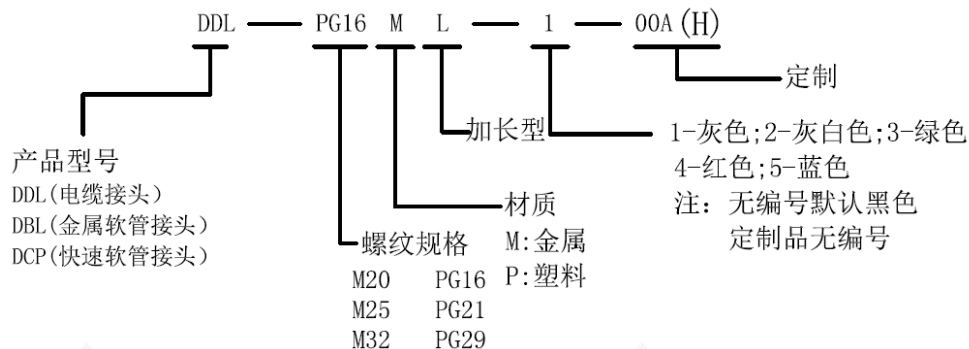 DDL — PG16 M L — 1 — 00A(H)
定制
加长型
1-灰色;2-灰白色;3-绿色
4-红色;5-蓝色
注：无编号默认黑色
定制品无编号
产品型号
DDL(电缆接头)
DBL(金属软管接头)
DCP(快速软管接头)
材质
M:金属
P:塑料
螺纹规格
M20 PG16
M25 PG21
M32 PG29